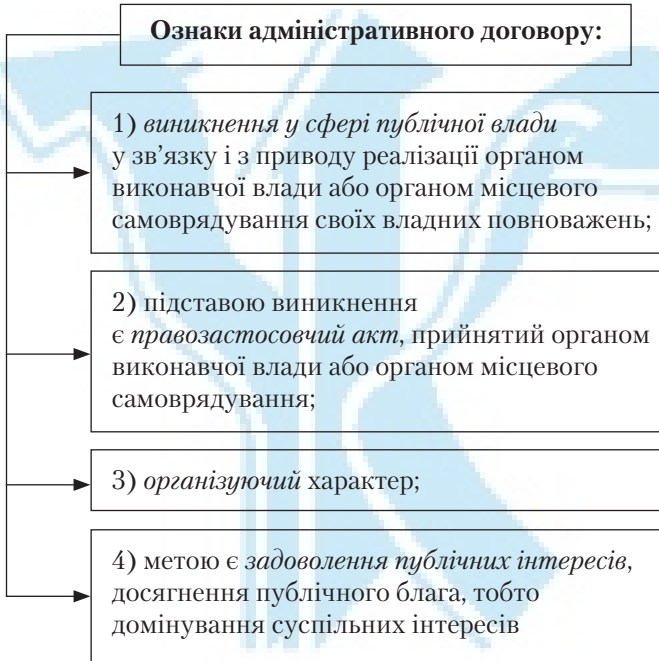 Ознаки адміністративного договору:
1) виникнення у сфері публічної влади
у зв’язку і з приводу реалізації органом
виконавчої влади або органом місцевого
самоврядування своїх владних повноважень;
2) підставою виникнення
є правозастосовчий акт, прийнятий органом
виконавчої влади або органом місцевого
самоврядування;
3) організуючий характер;
4) метою є задоволення публічних інтересів,
досягнення публічного блага, тобто
домінування суспільних інтересів